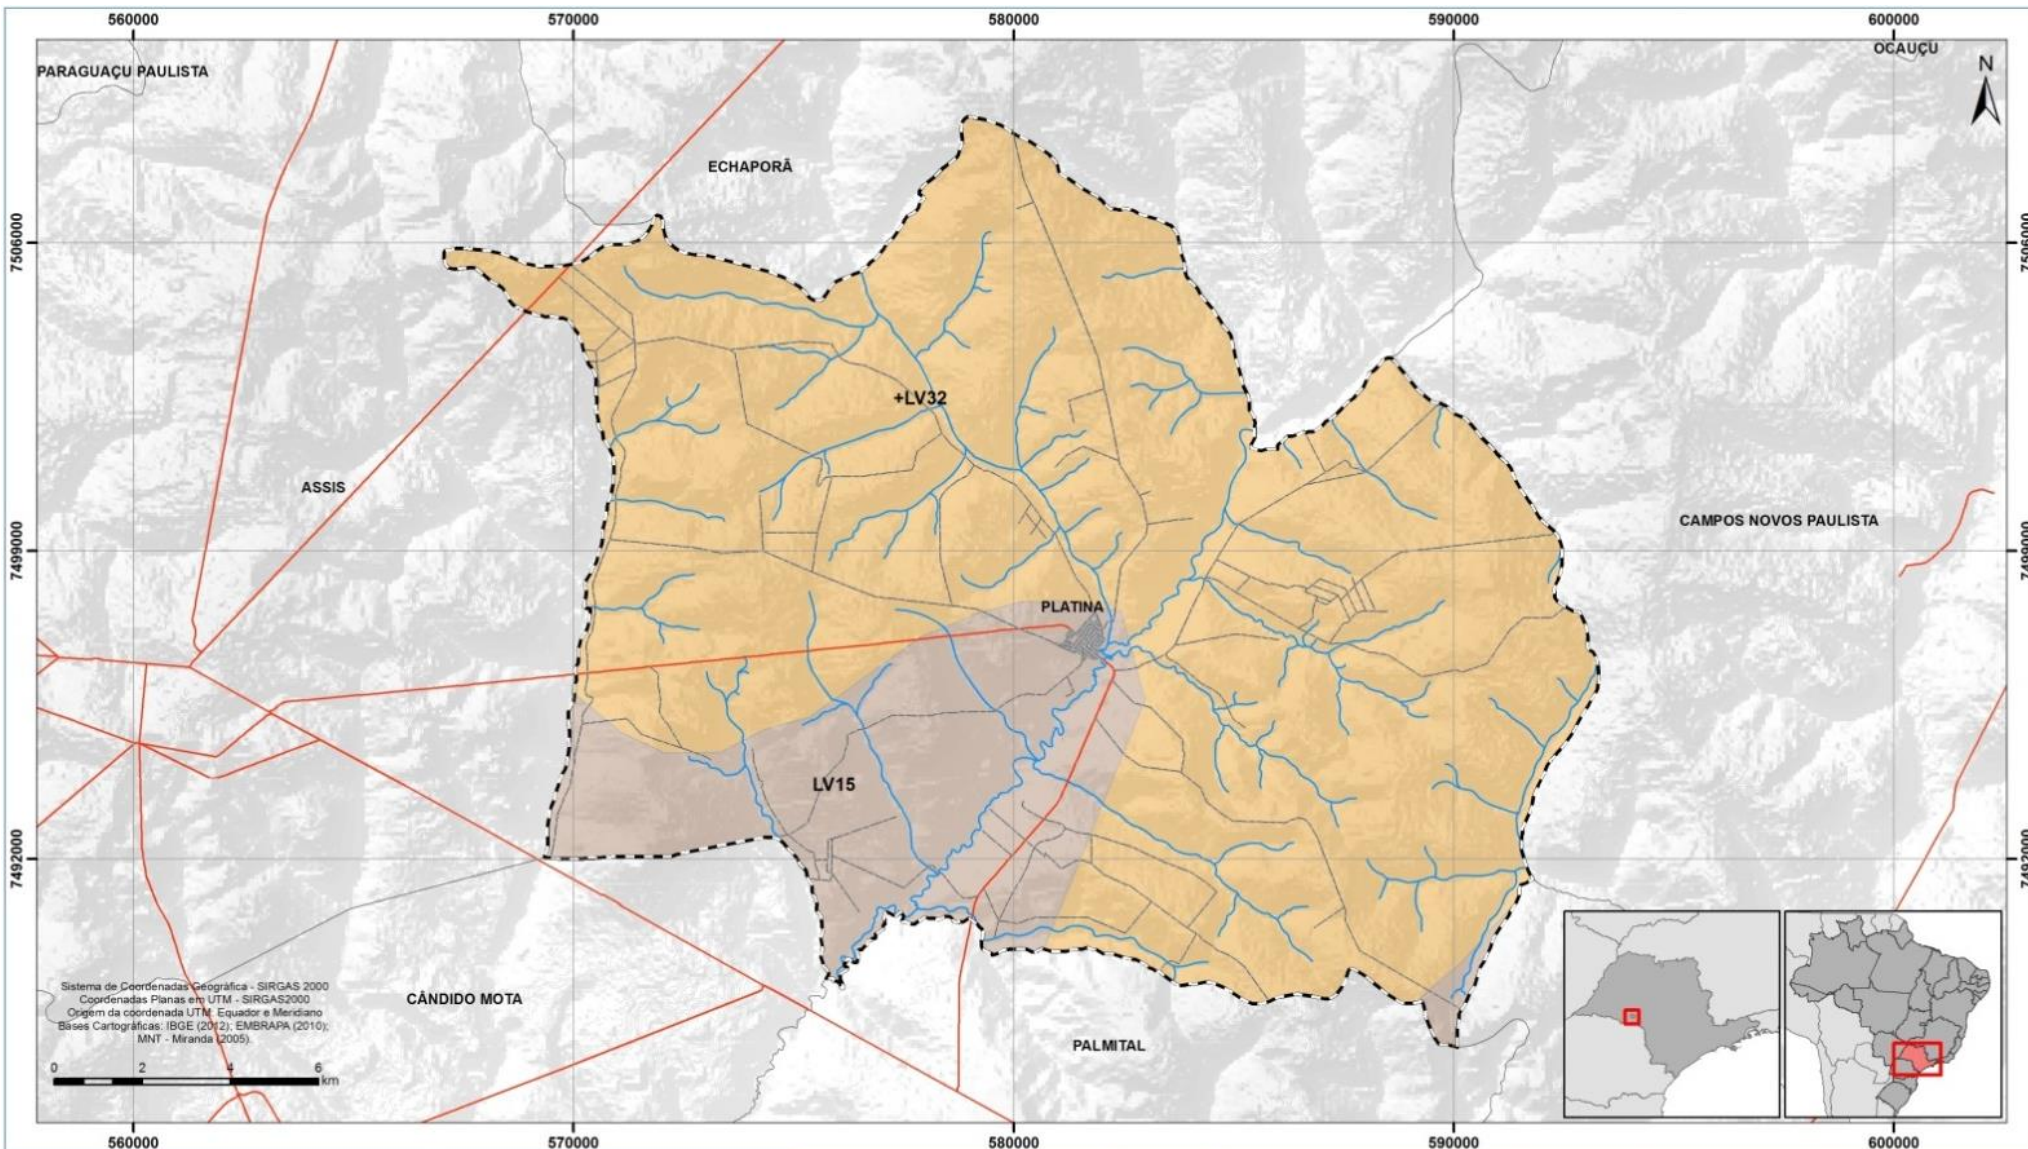 560000
570000
580000
590000
600000
OCAUÇU
PARAGUAÇU PAULISTA
N
ECHAPORÃ
7506000
7506000
+LV32
ASSIS
CAMPOS NOVOS PAULISTA
7499000
7499000
PLATINA
LV15
7492000
7492000
Sistema de Coordenadas Geográfica - SIRGAS 2000
Coordenadas Planas em UTM - SIRGAS2000
Origem da coordenada UTM: Equador e Meridiano
Bases Cartográficas: IBGE (2012); EMBRAPA (2010);
MNT - Miranda (2005).
CÂNDIDO MOTA
PALMITAL
0 2 4 6
km
560000
570000
580000
590000
600000